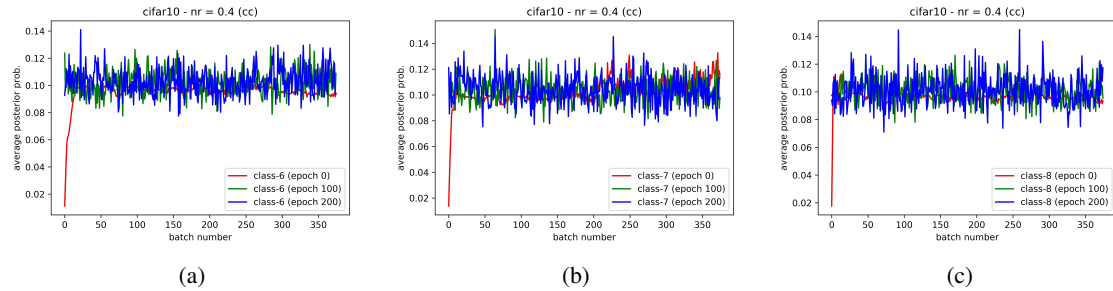 cifar10 - nr = 0.4 (cc)
average posterior prob.
0.14
0.12
0.10
0.08
0.06
0.04
0.02
class-6 (epoch 0)
class-6 (epoch 100)
class-6 (epoch 200)
0 50 100 150 200 250 300 350
batch number
(a)
cifar10 - nr = 0.4 (cc)
average posterior prob.
0.14
0.12
0.10
0.08
0.06
0.04
0.02
class-7 (epoch 0)
class-7 (epoch 100)
class-7 (epoch 200)
0 50 100 150 200 250 300 350
batch number
(b)
cifar10 - nr = 0.4 (cc)
average posterior prob.
0.14
0.12
0.10
0.08
0.06
0.04
0.02
class-8 (epoch 0)
class-8 (epoch 100)
class-8 (epoch 200)
0 50 100 150 200 250 300 350
batch number
(c)